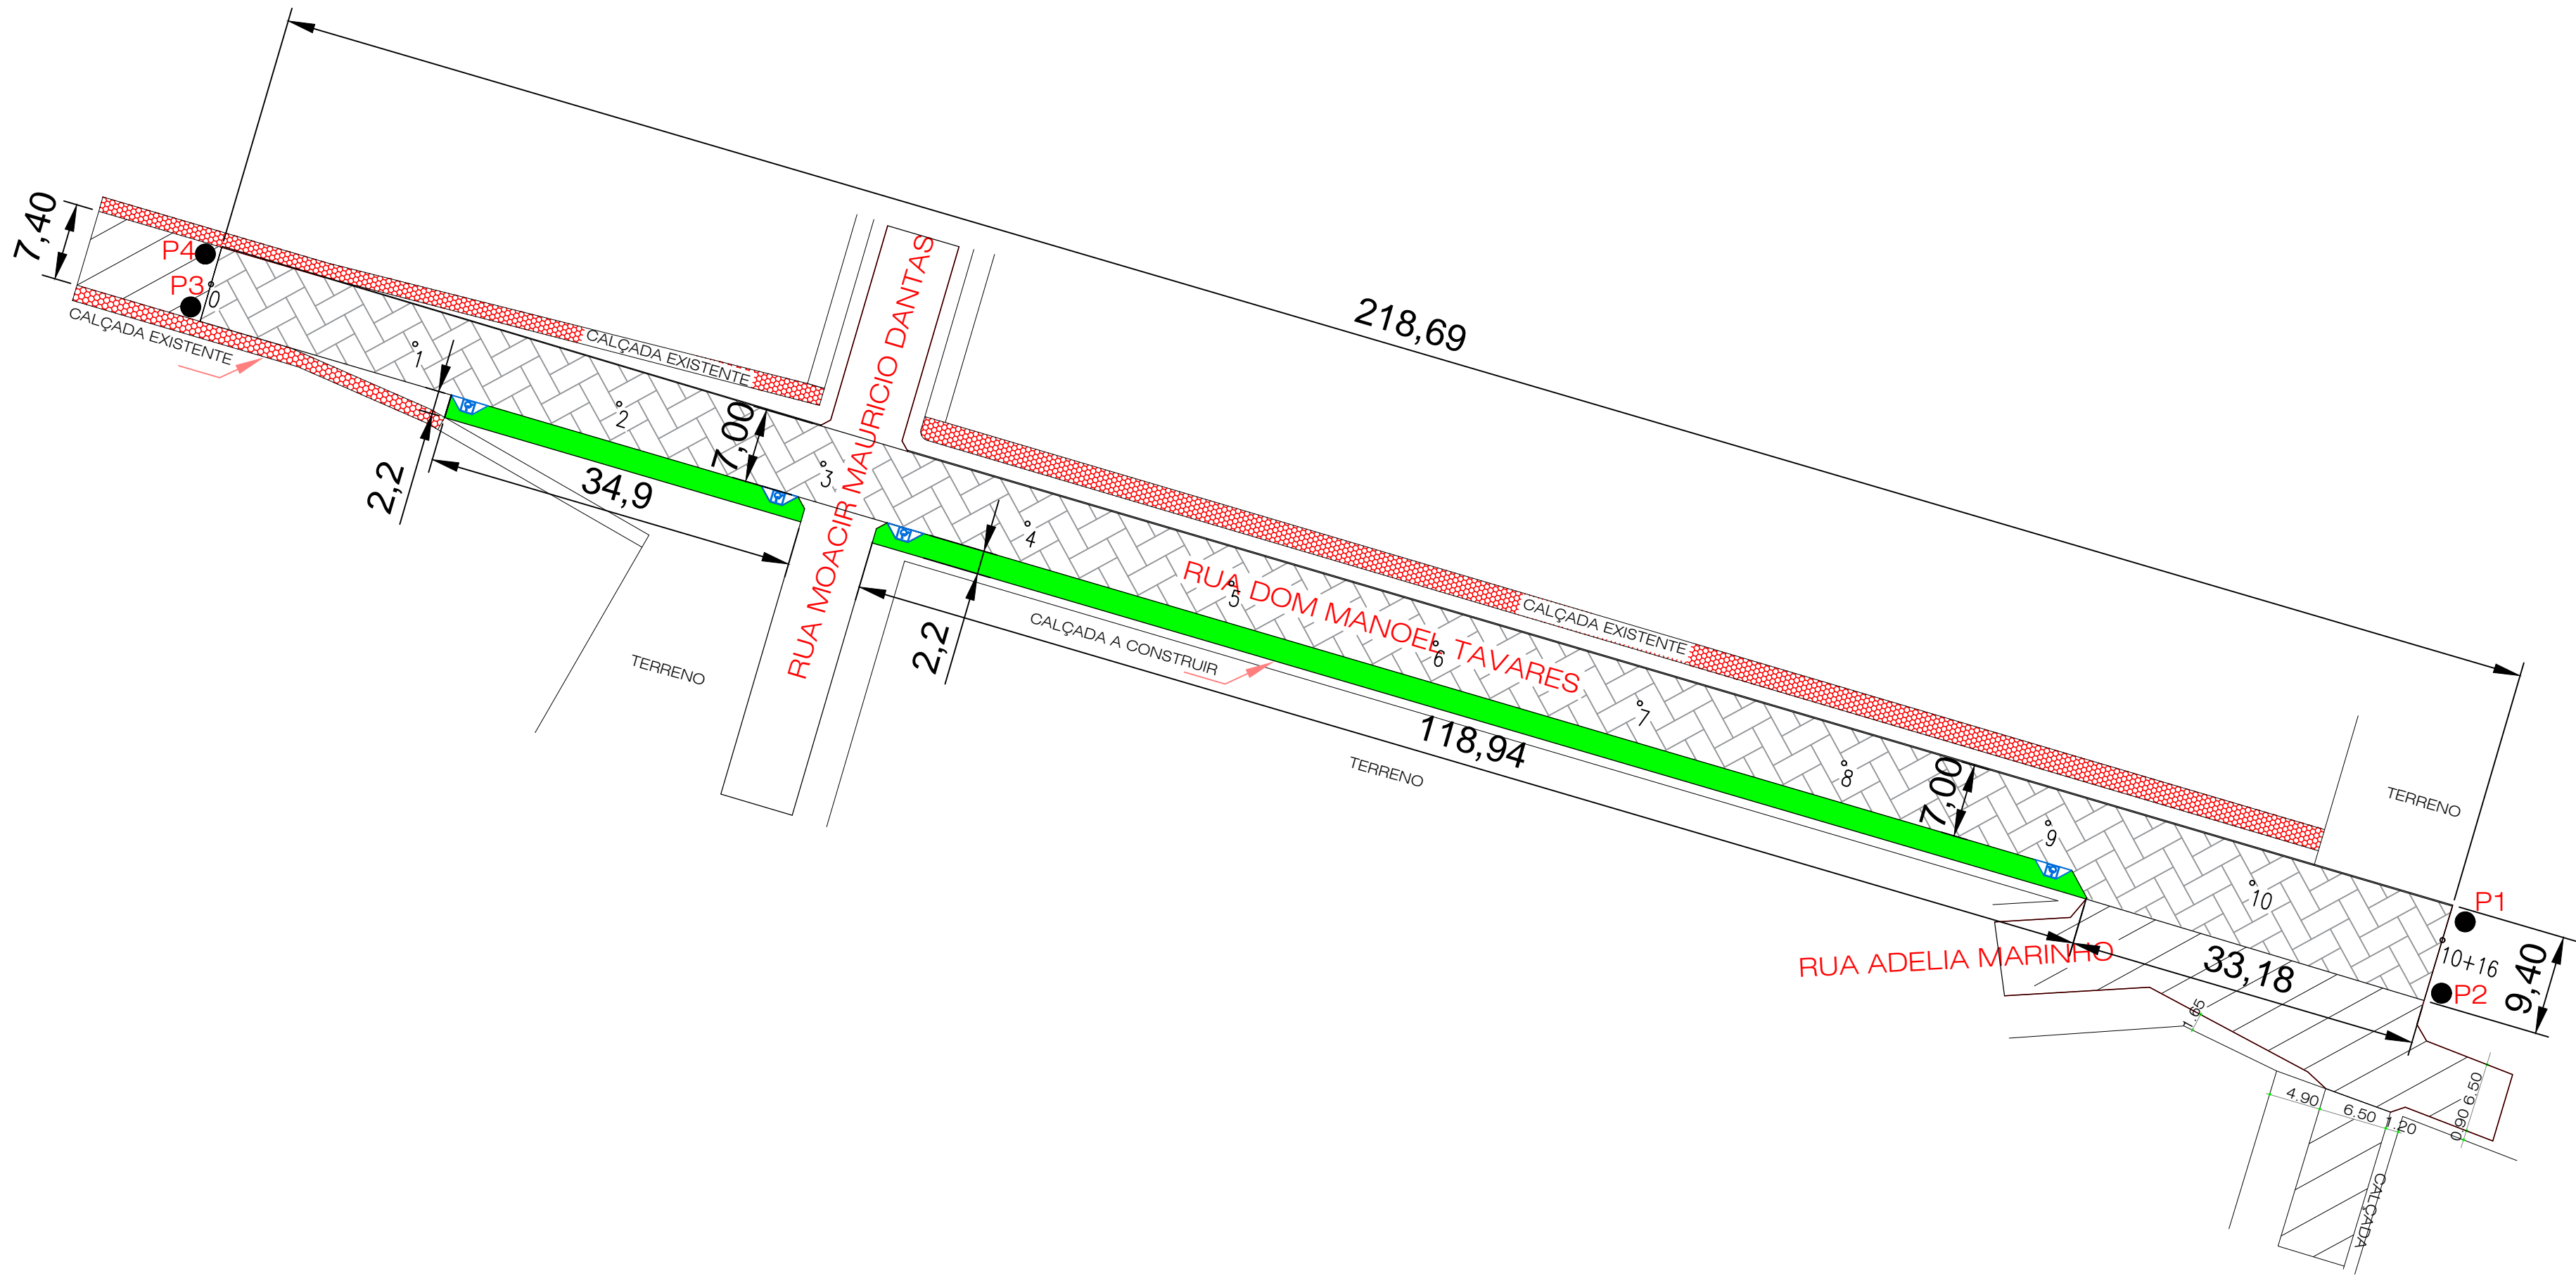 218,69
7,40
P4
P3
0
CALÇADA EXISTENTE
1
CALÇADA EXISTENTE
2
7,00
3
2,2
34,9
RUA MOACIR MAURICIO DANTAS
4
5
RUA DOM MANOEL TAVARES
6
CALÇADA EXISTENTE
2,2
CALÇADA A CONSTRUIR
TERRENO
7
118,94
TERRENO
8
7,00
9
TERRENO
10
P1
10+16
P2
9,40
RUA ADELIA MARINHO
33,18
1.65
4.90
6.50
1.20
0.90
6.50
CALÇADA